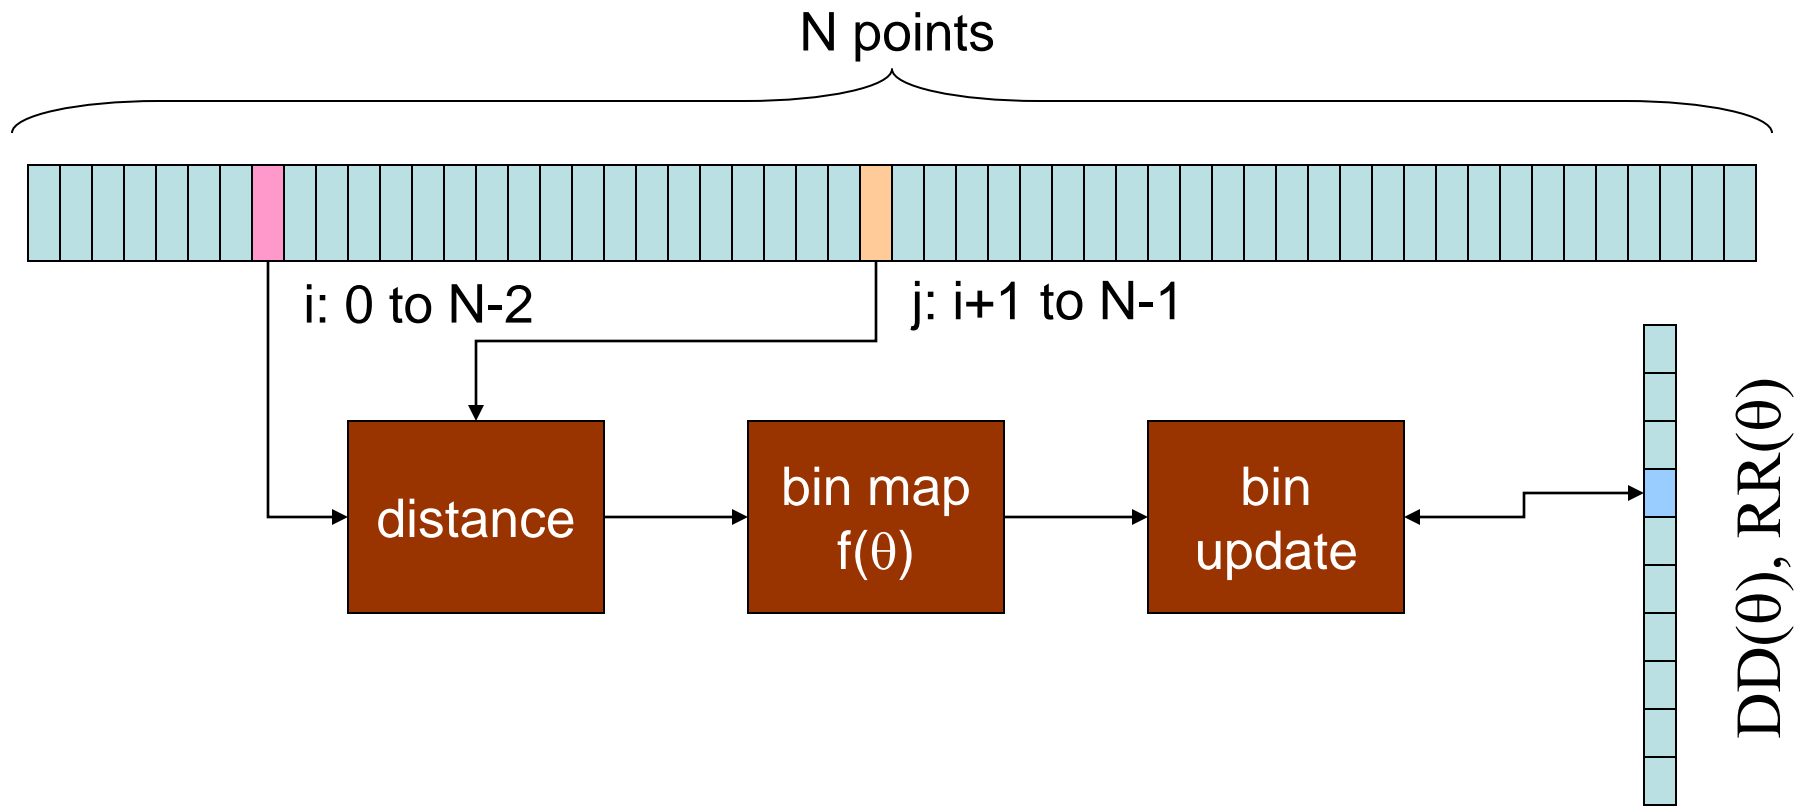 N points
i: 0 to N-2
j: i+1 to N-1
distance
bin map
f(θ)
bin
update
DD(θ), RR(θ)